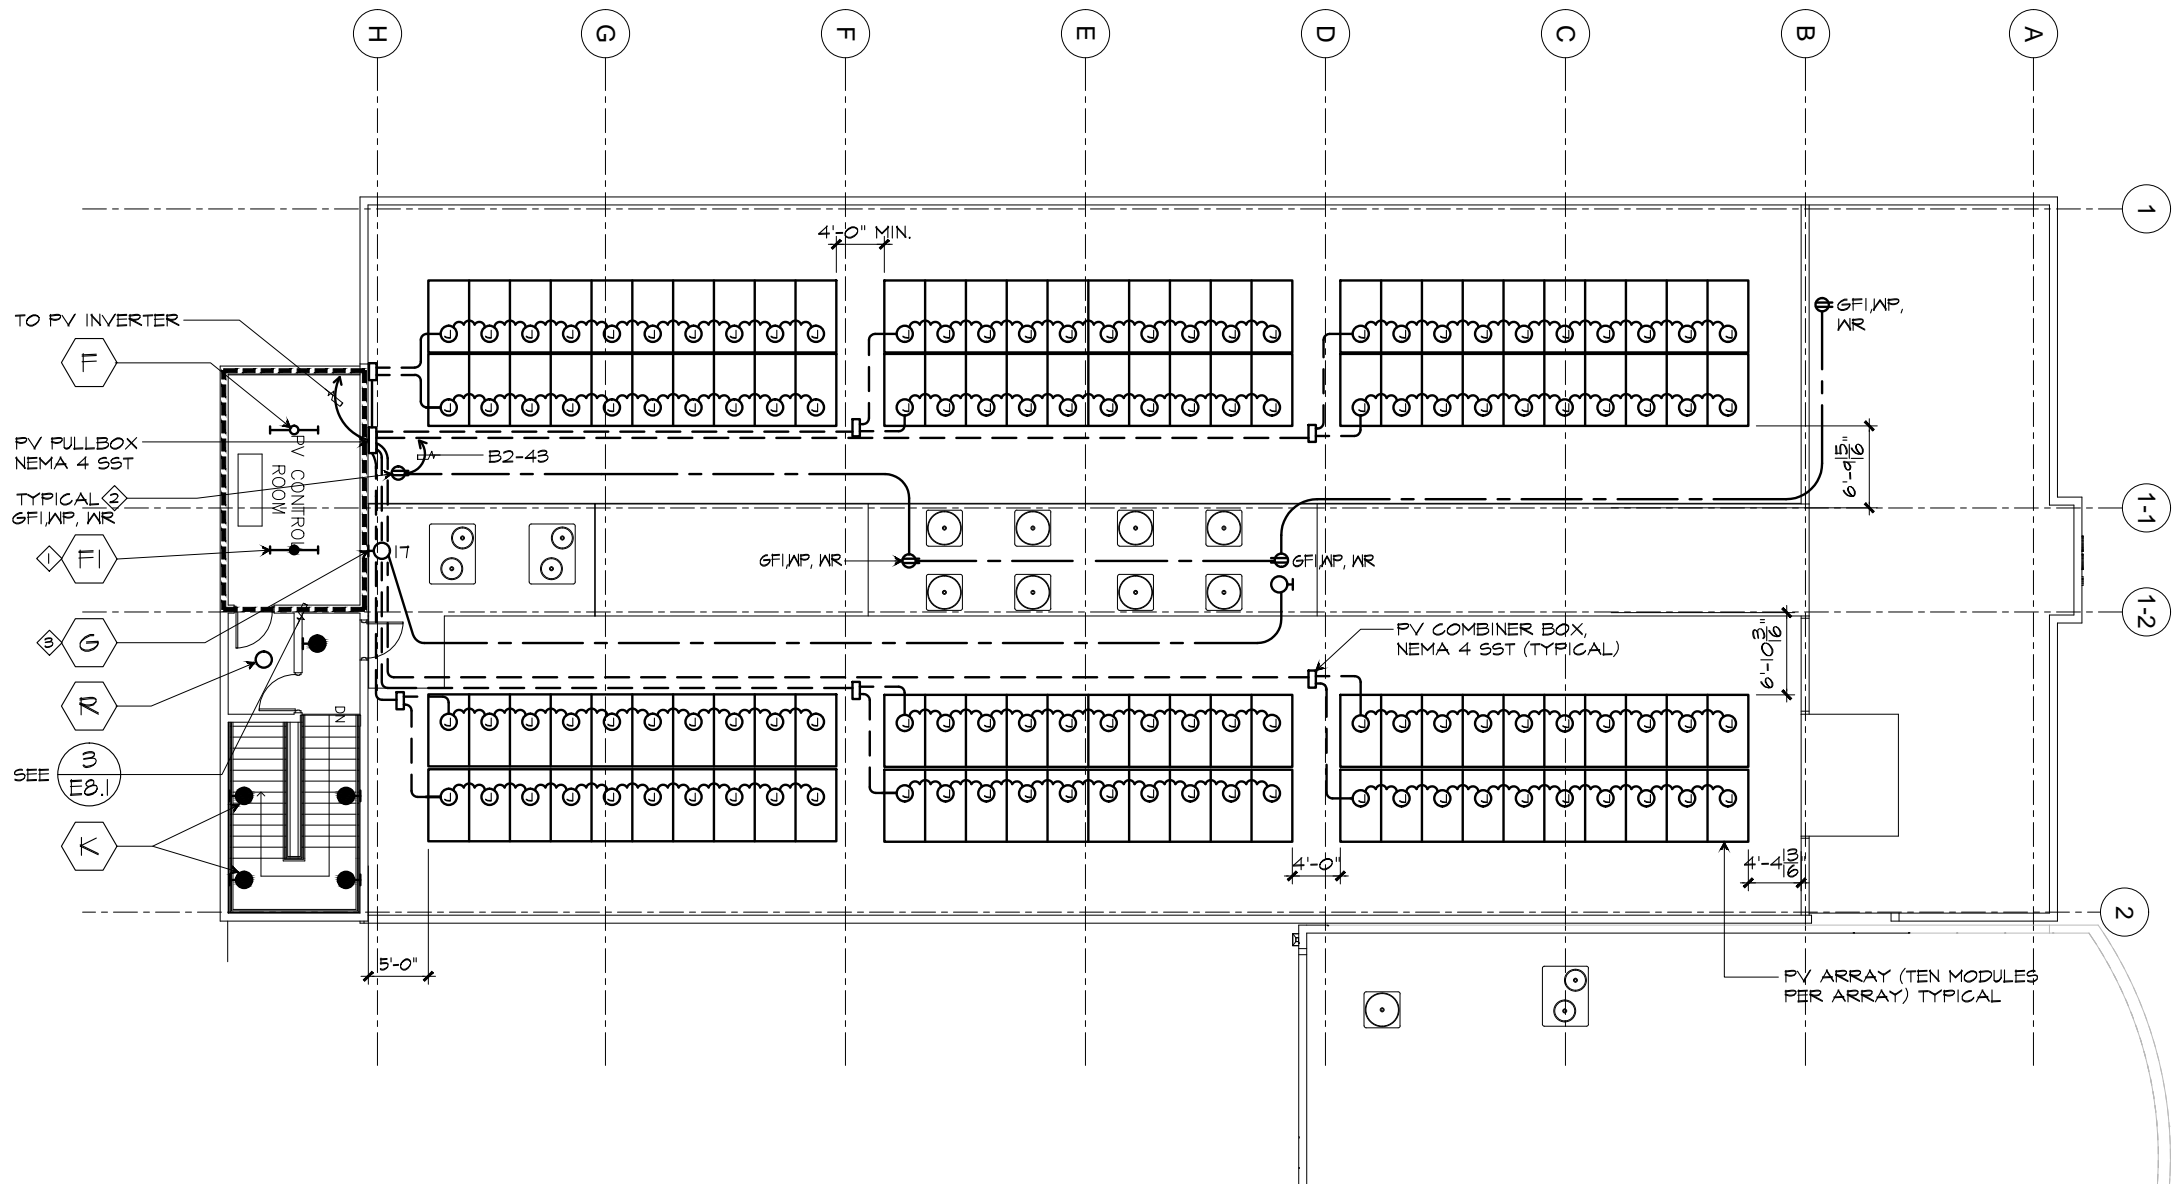 H
G
F
E
D
C
B
A
1
4'-0" MIN.
GFI,WP,
WR
TO PV INVERTER
F
PV PULLBOX
NEMA 4 SST
B2-43
6'-9 5/16"
TYPICAL 2
GFI,WP, WR
PV CONTROL
ROOM
1-1
1 F1
17
GFI,WP, WR
GFI,WP, WR
1-2
3 G
PV COMBINER BOX,
NEMA 4 SST (TYPICAL)
6'-10 3/16"
R
DN
SEE 3
E8.1
K
4'-0"
4'-4 3/16"
2
5'-0"
PV ARRAY (TEN MODULES
PER ARRAY) TYPICAL